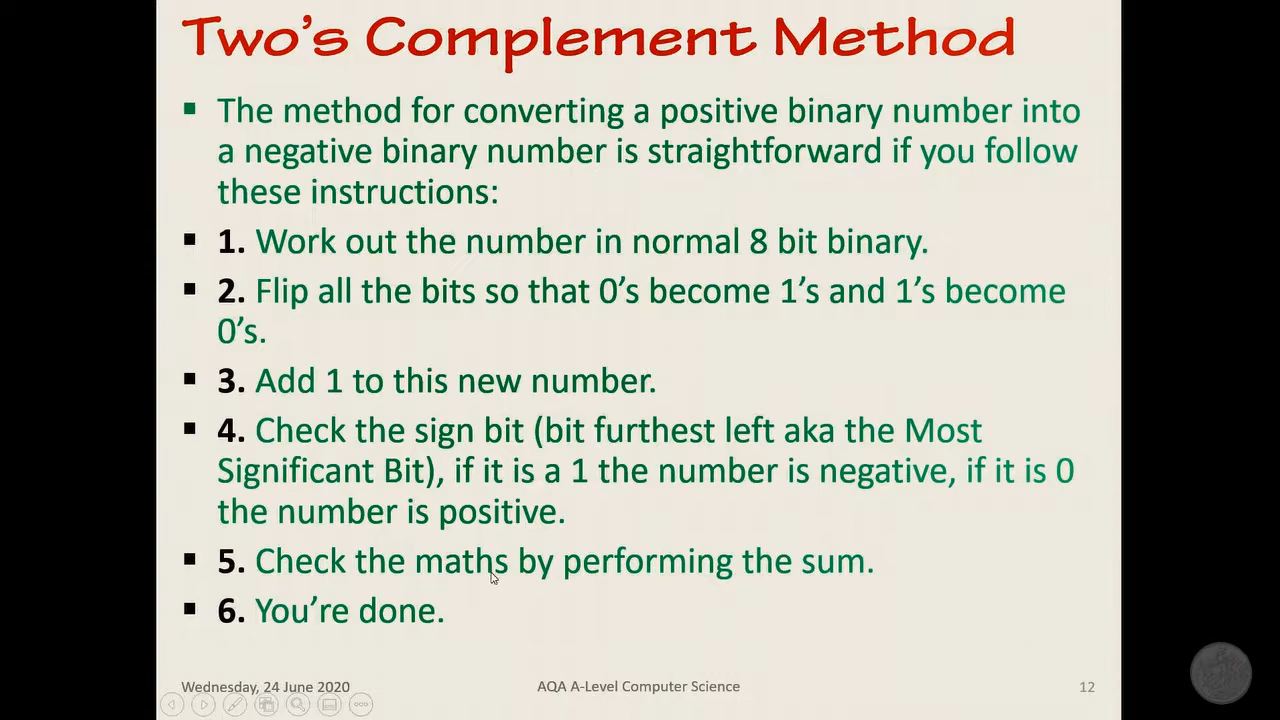 Two's Complement Method
▪ The method for converting a positive binary number into
a negative binary number is straightforward if you follow
these instructions:
▪ 1. Work out the number in normal 8 bit binary.
▪ 2. Flip all the bits so that 0's become 1's and 1's become
0's.
▪ 3. Add 1 to this new number.
▪ 4. Check the sign bit (bit furthest left aka the Most
Significant Bit), if it is a 1 the number is negative, if it is 0
the number is positive.
▪ 5. Check the maths by performing the sum.
▪ 6. You're done.
Wednesday, 24 June 2020
AQA A-Level Computer Science
12